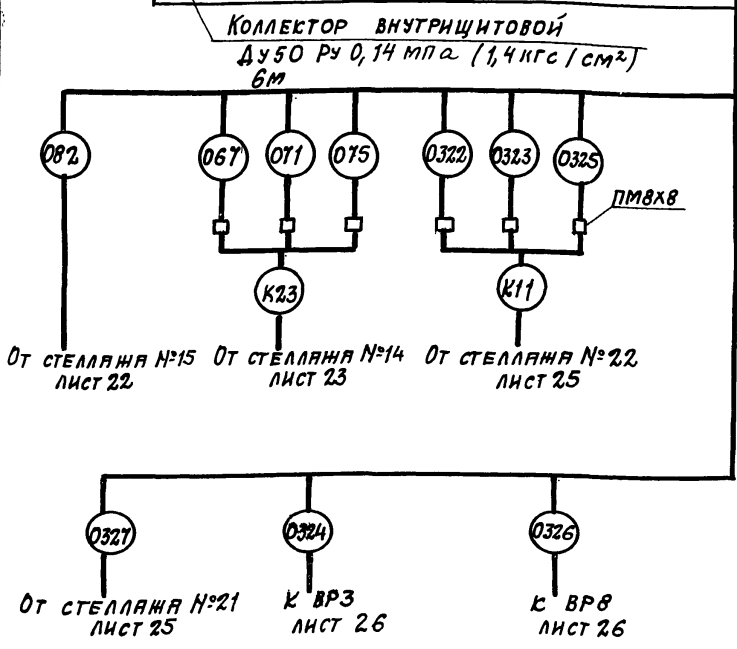 Коллектор внутрищитовой
Ду50 Ру 0,14 мпа (1,4 кгс/см²)
6м
082
067
071
075
0322
0323
0325
ПМ8х8
К23
К11
От стеллажа №15
лист 22
От стеллажа №14
лист 23
От стеллажа №22
лист 25
0327
0324
0326
От стеллажа №21
лист 25
К ВР3
лист 26
К ВР8
лист 26